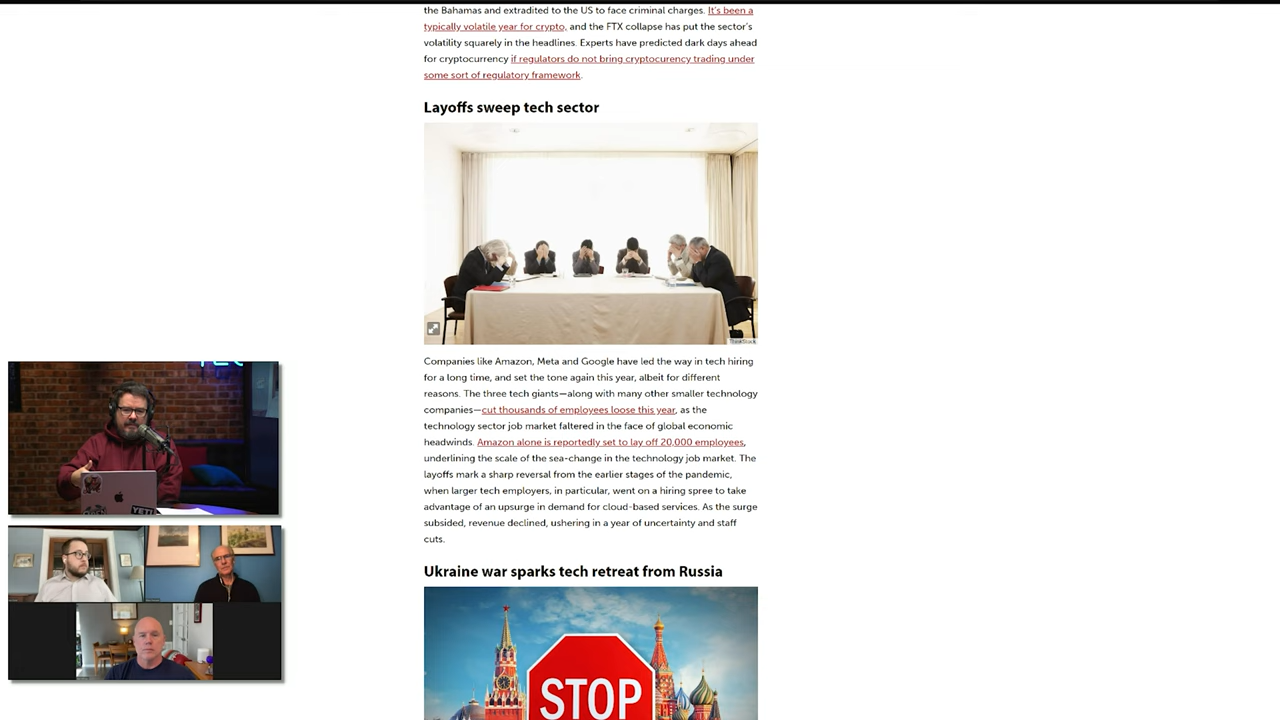 the Bahamas and extradited to the US to face criminal charges. It's been a
typically volatile year for crypto, and the FTX collapse has put the sector's
volatility squarely in the headlines. Experts have predicted dark days ahead
for cryptocurrency if regulators do not bring cryptocurency trading under
some sort of regulatory framework.
Layoffs sweep tech sector
ThinkStock
Companies like Amazon, Meta and Google have led the way in tech hiring
for a long time, and set the tone again this year, albeit for different
reasons. The three tech giants—along with many other smaller technology
companies—cut thousands of employees loose this year, as the
technology sector job market faltered in the face of global economic
headwinds. Amazon alone is reportedly set to lay off 20,000 employees,
underlining the scale of the sea-change in the technology job market. The
layoffs mark a sharp reversal from the earlier stages of the pandemic,
when larger tech employers, in particular, went on a hiring spree to take
advantage of an upsurge in demand for cloud-based services. As the surge
subsided, revenue declined, ushering in a year of uncertainty and staff
cuts.
Ukraine war sparks tech retreat from Russia
STOP
YETI